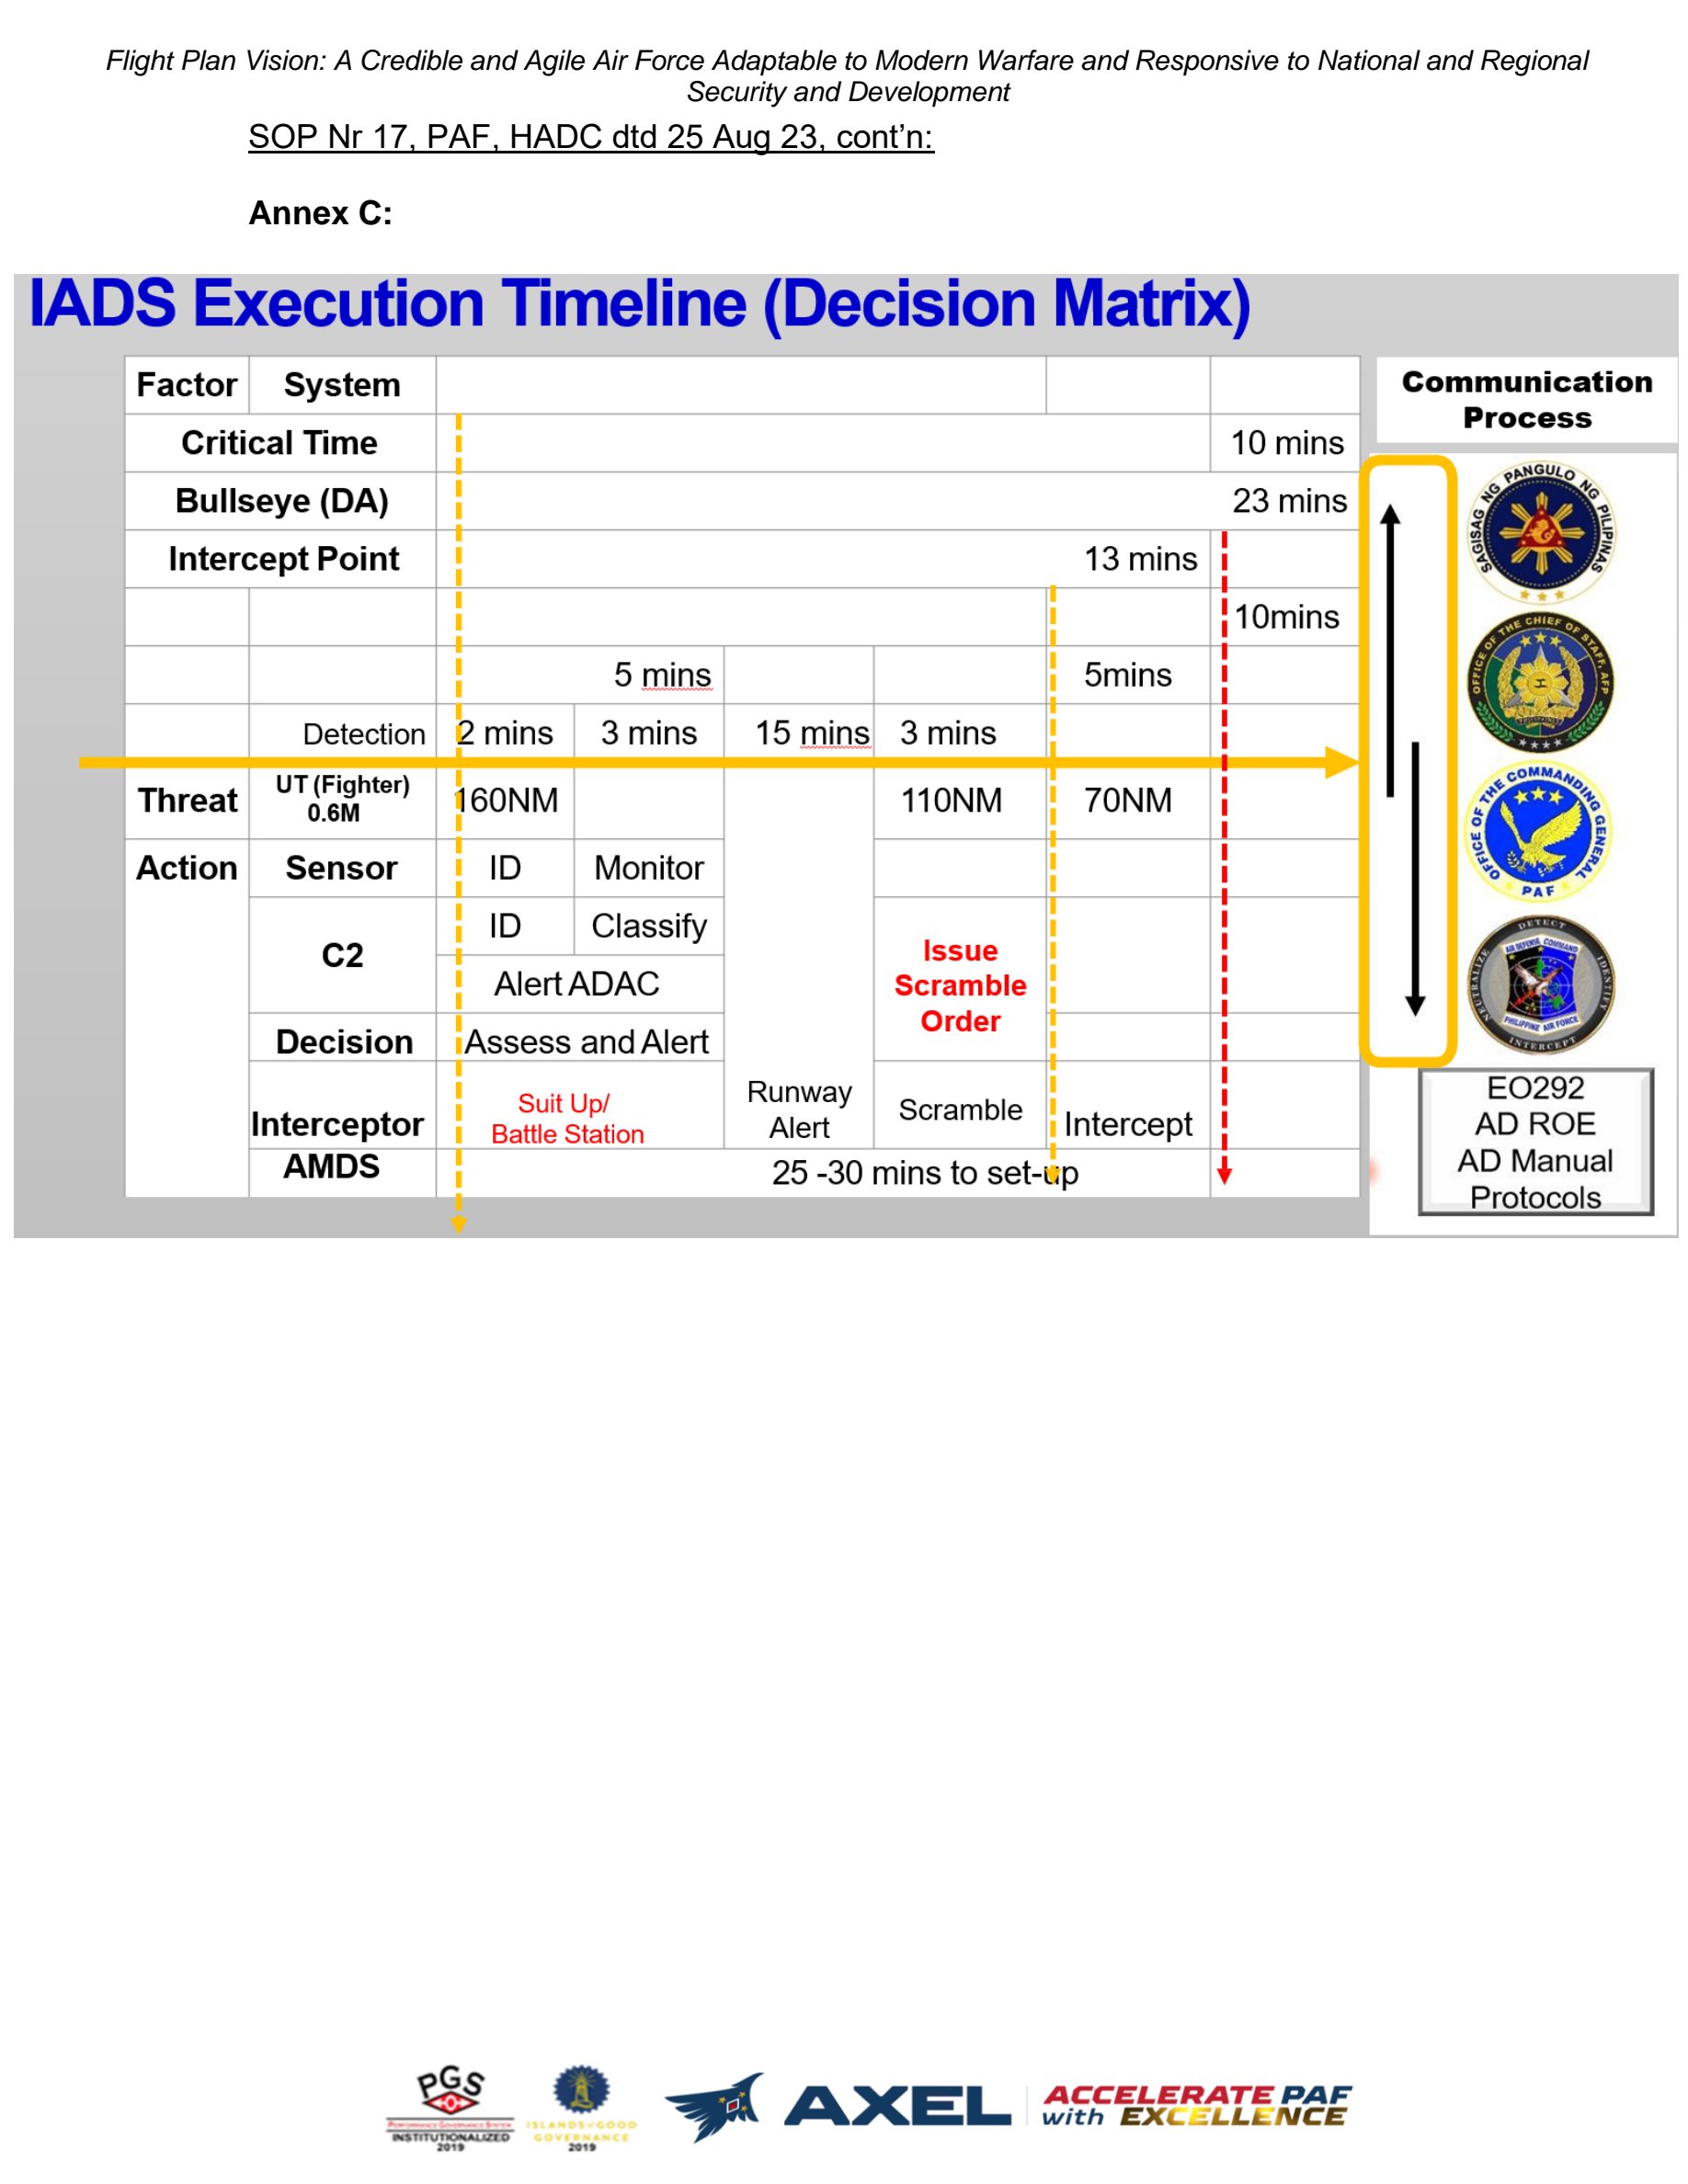 Flight Plan Vision: A Credible and Agile Air Force Adaptable to Modern Warfare and Responsive to National and Regional
Security and Development
SOP Nr 17, PAF, HADC dtd 25 Aug 23, cont’n:
Annex C:
IADS Execution Timeline (Decision Matrix)
Factor System
Critical Time 10 mins
Bullseye (DA) 23 mins
Intercept Point 13 mins
10mins
5 mins 5mins
Detection 2 mins 3 mins 15 mins 3 mins
Threat UT (Fighter) 0.6M 160NM 110NM 70NM
Action Sensor ID Monitor
C2 ID Classify
Alert ADAC
Issue
Scramble
Order
Decision Assess and Alert
Interceptor
Suit Up/
Battle Station
Runway
Alert
Scramble
Intercept
AMDS 25 -30 mins to set-up
Communication
Process
SAGISAG NG PANGULO NG PILIPINAS
OFFICE OF THE CHIEF OF STAFF, AFP
OFFICE OF THE COMMANDING GENERAL
PAF
DETECT
IDENTIFY
INTERCEPT
NEUTRALIZE
AIR DEFENSE COMMAND
PHILIPPINE AIR FORCE
EO292
AD ROE
AD Manual
Protocols
PGS
PERFORMANCE GOVERNANCE SYSTEM
INSTITUTIONALIZED
2019
ISLANDS of GOOD
GOVERNANCE
2019
AXEL
ACCELERATE PAF
with EXCELLENCE